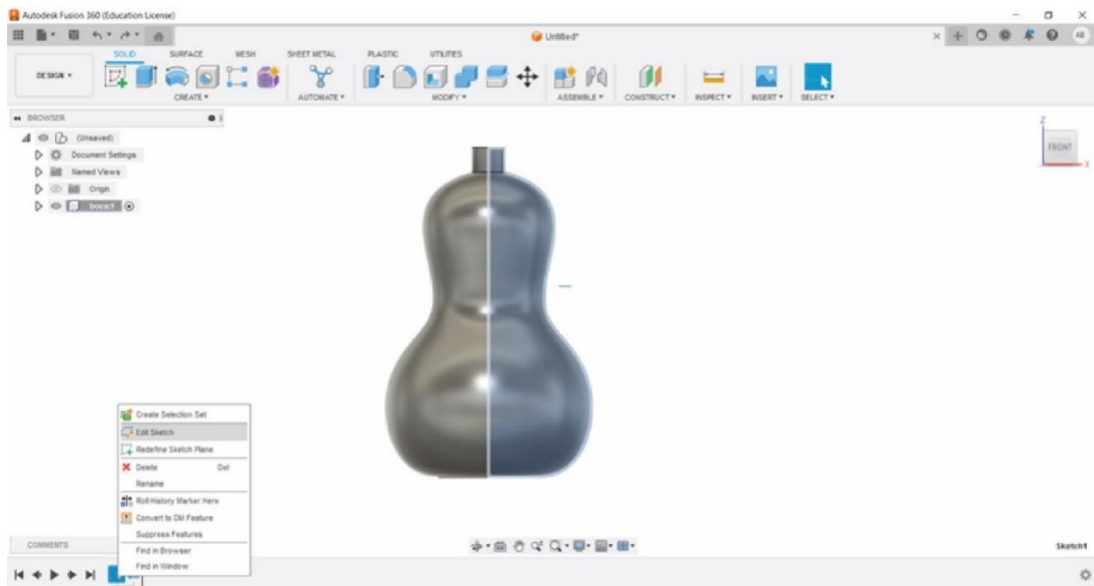 Autodesk Fusion 360 (Education License)
Untitled*
AB
SOLID SURFACE MESH SHEET METAL PLASTIC UTILITIES
DESIGN
CREATE AUTOMATE MODIFY ASSEMBLE CONSTRUCT INSPECT INSERT SELECT
BROWSER
(Unsaved)
Document Settings
Named Views
Origin
boca:1
Z
FRONT
X
Create Selection Set
Edit Sketch
Redefine Sketch Plane
Delete Del
Rename
Roll History Marker Here
Convert to DM Feature
Suppress Features
Find in Browser
Find in Window
COMMENTS
Sketch1